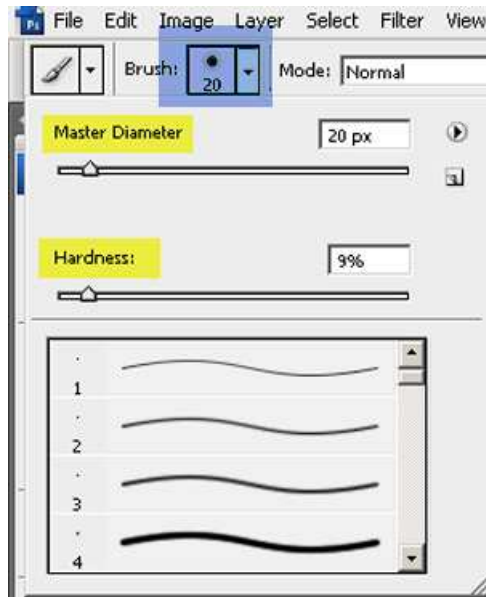 Ps File Edit Image Layer Select Filter View
Brush: 20 Mode: Normal
Master Diameter 20 px
Hardness: 9%
1
2
3
4